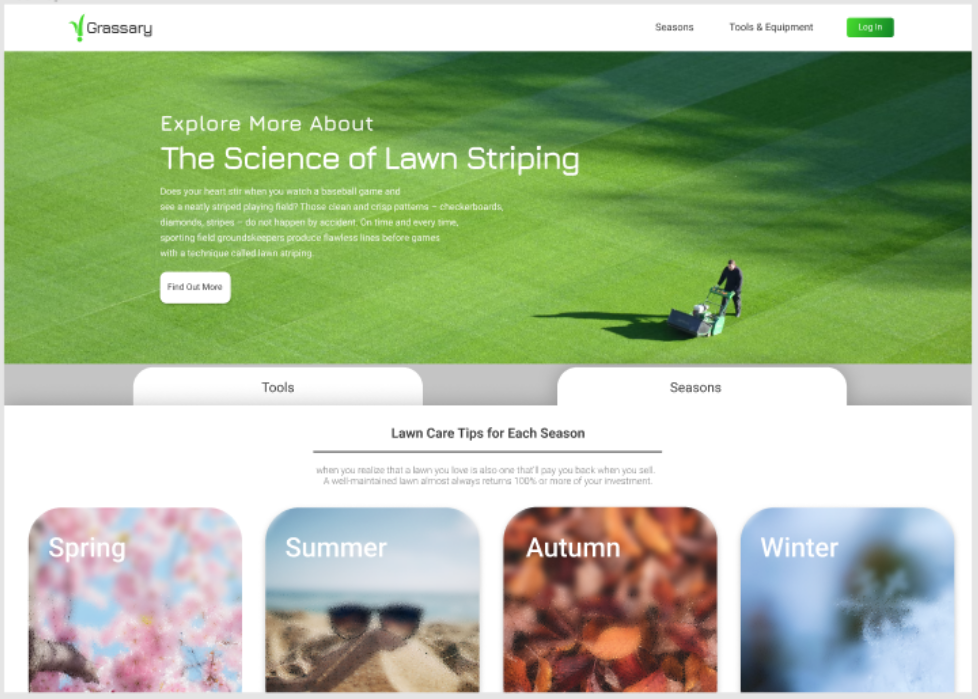 Grassary
Seasons
Tools & Equipment
Log In
Explore More About
The Science of Lawn Striping
Does your heart stir when you watch a baseball game and
see a neatly striped playing field? Those clean and crisp patterns – checkerboards,
diamonds, stripes – do not happen by accident. On time and every time,
sporting field groundskeepers produce flawless lines before games
with a technique called lawn striping.
Find Out More
Tools
Seasons
Lawn Care Tips for Each Season
when you realize that a lawn you love is also one that'll pay you back when you sell.
A well-maintained lawn almost always returns 100% or more of your investment.
Spring
Summer
Autumn
Winter